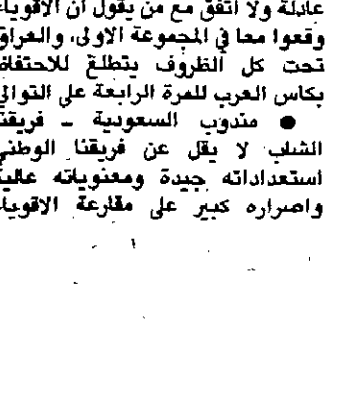 عادلة ولا اتفق مع من يقول ان الاقوياء
وقعوا معا في المجموعة الاولى، والعراق
تحت كل الظروف يتطلع للاحتفاظ
بكاس العرب للمرة الرابعة على التوالي
● مندوب السعودية ـ فريقنا
الشاب لا يقل عن فريقنا الوطني
استعداداته جيدة ومعنوياته عالية
واصراره كبير على مقارعة الاقوياء